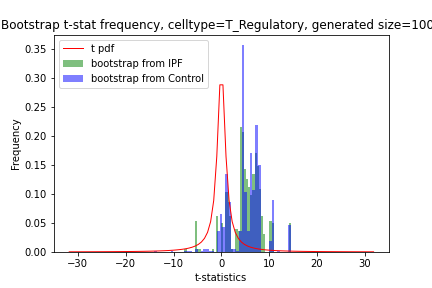 Bootstrap t-stat frequency, celltype=T_Regulatory, generated size=100
t pdf
bootstrap from IPF
bootstrap from Control
Frequency
0.35
0.30
0.25
0.20
0.15
0.10
0.05
0.00
−30 −20 −10 0 10 20 30
t-statistics